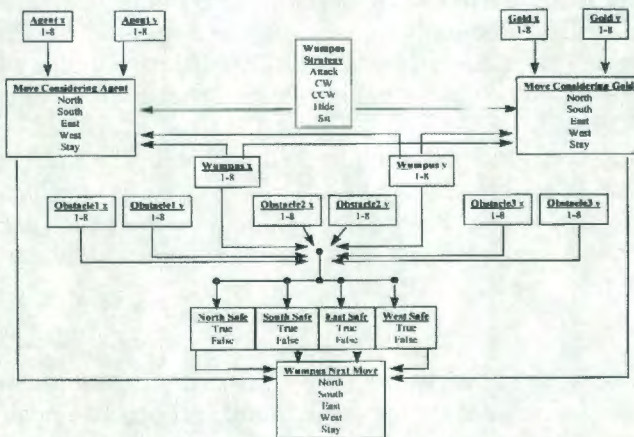 Agent x
1-8
Agent y
1-8
Gold x
1-8
Gold y
1-8
Wumpus
Strategy
Attack
CW
CCW
Hide
Sit
Move Considering Agent
North
South
East
West
Stay
Move Considering Gold
North
South
East
West
Stay
Wumpus x
1-8
Wumpus y
1-8
Obstacle1 x
1-8
Obstacle1 y
1-8
Obstacle2 x
1-8
Obstacle2 y
1-8
Obstacle3 x
1-8
Obstacle3 y
1-8
North Safe
True
False
South Safe
True
False
East Safe
True
False
West Safe
True
False
Wumpus Next Move
North
South
East
West
Stay